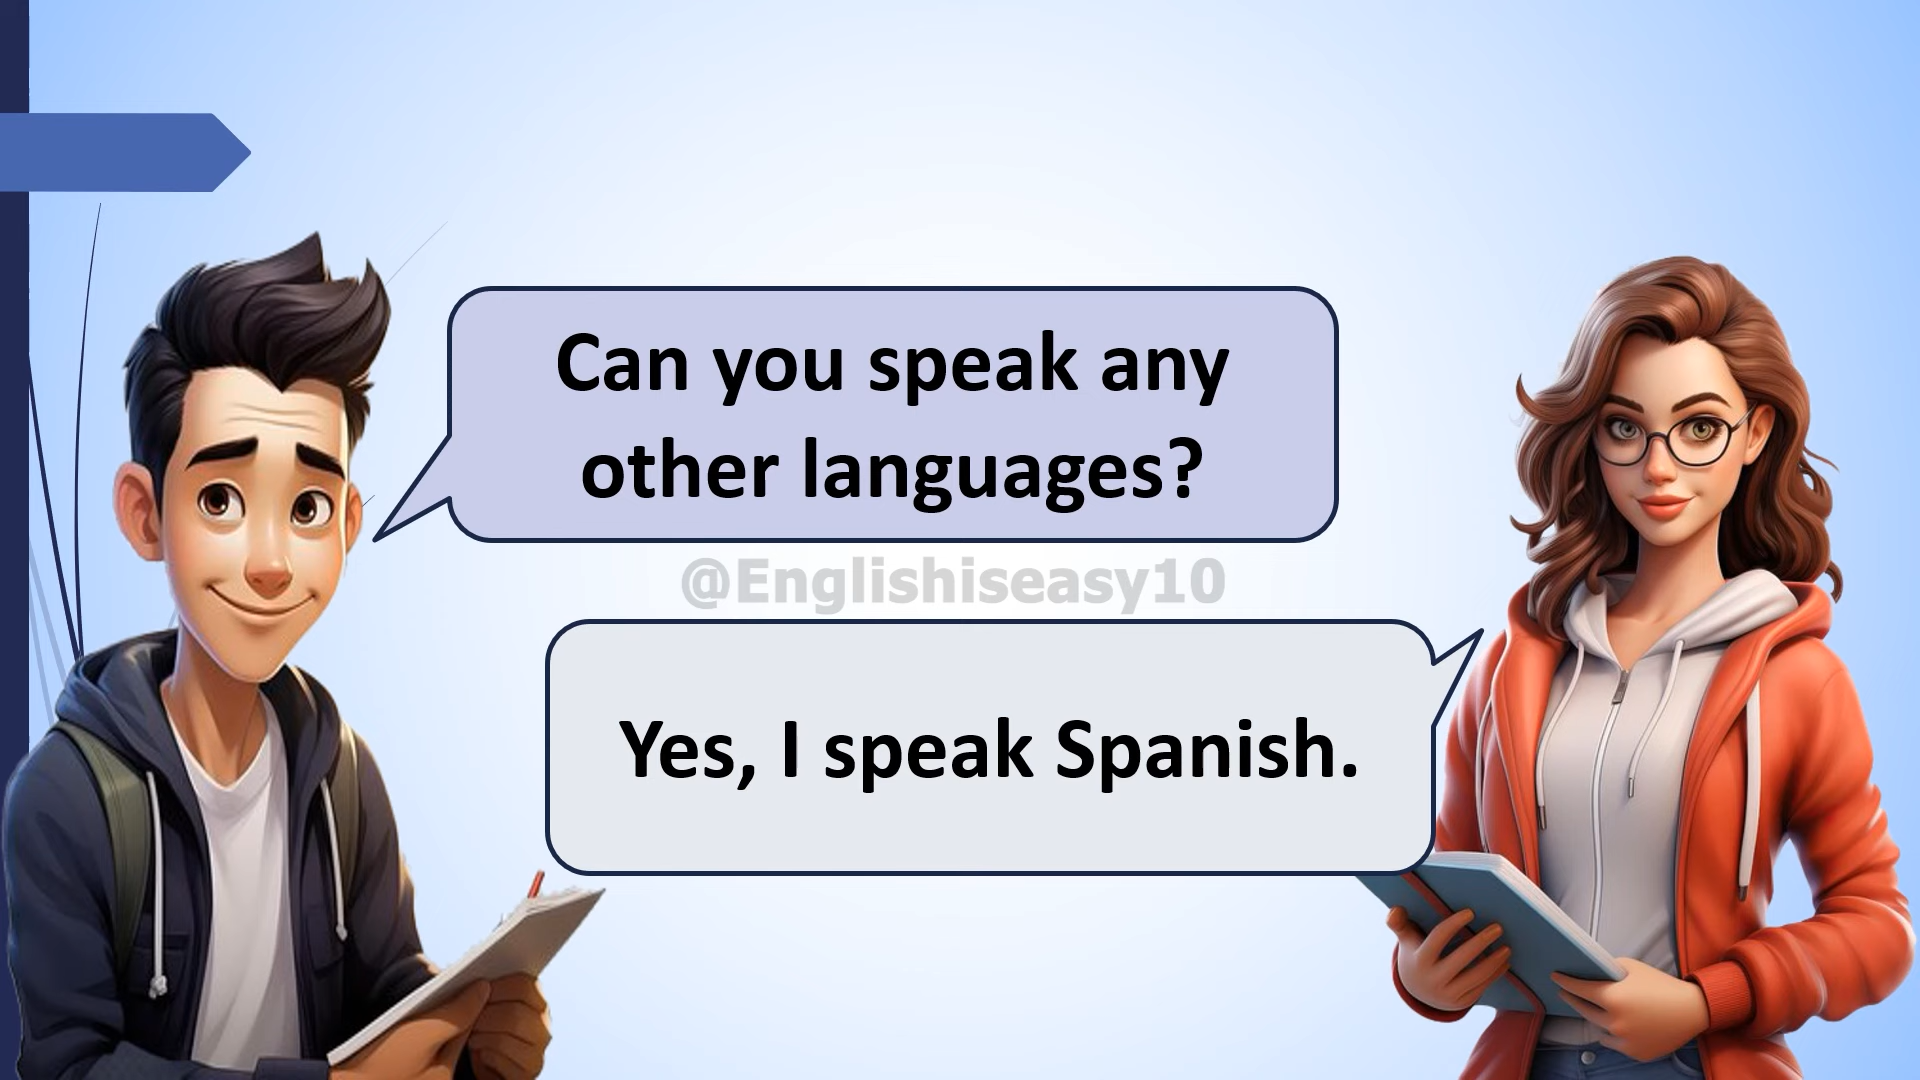 Can you speak any
other languages?
@Englishiseasy10
Yes, I speak Spanish.